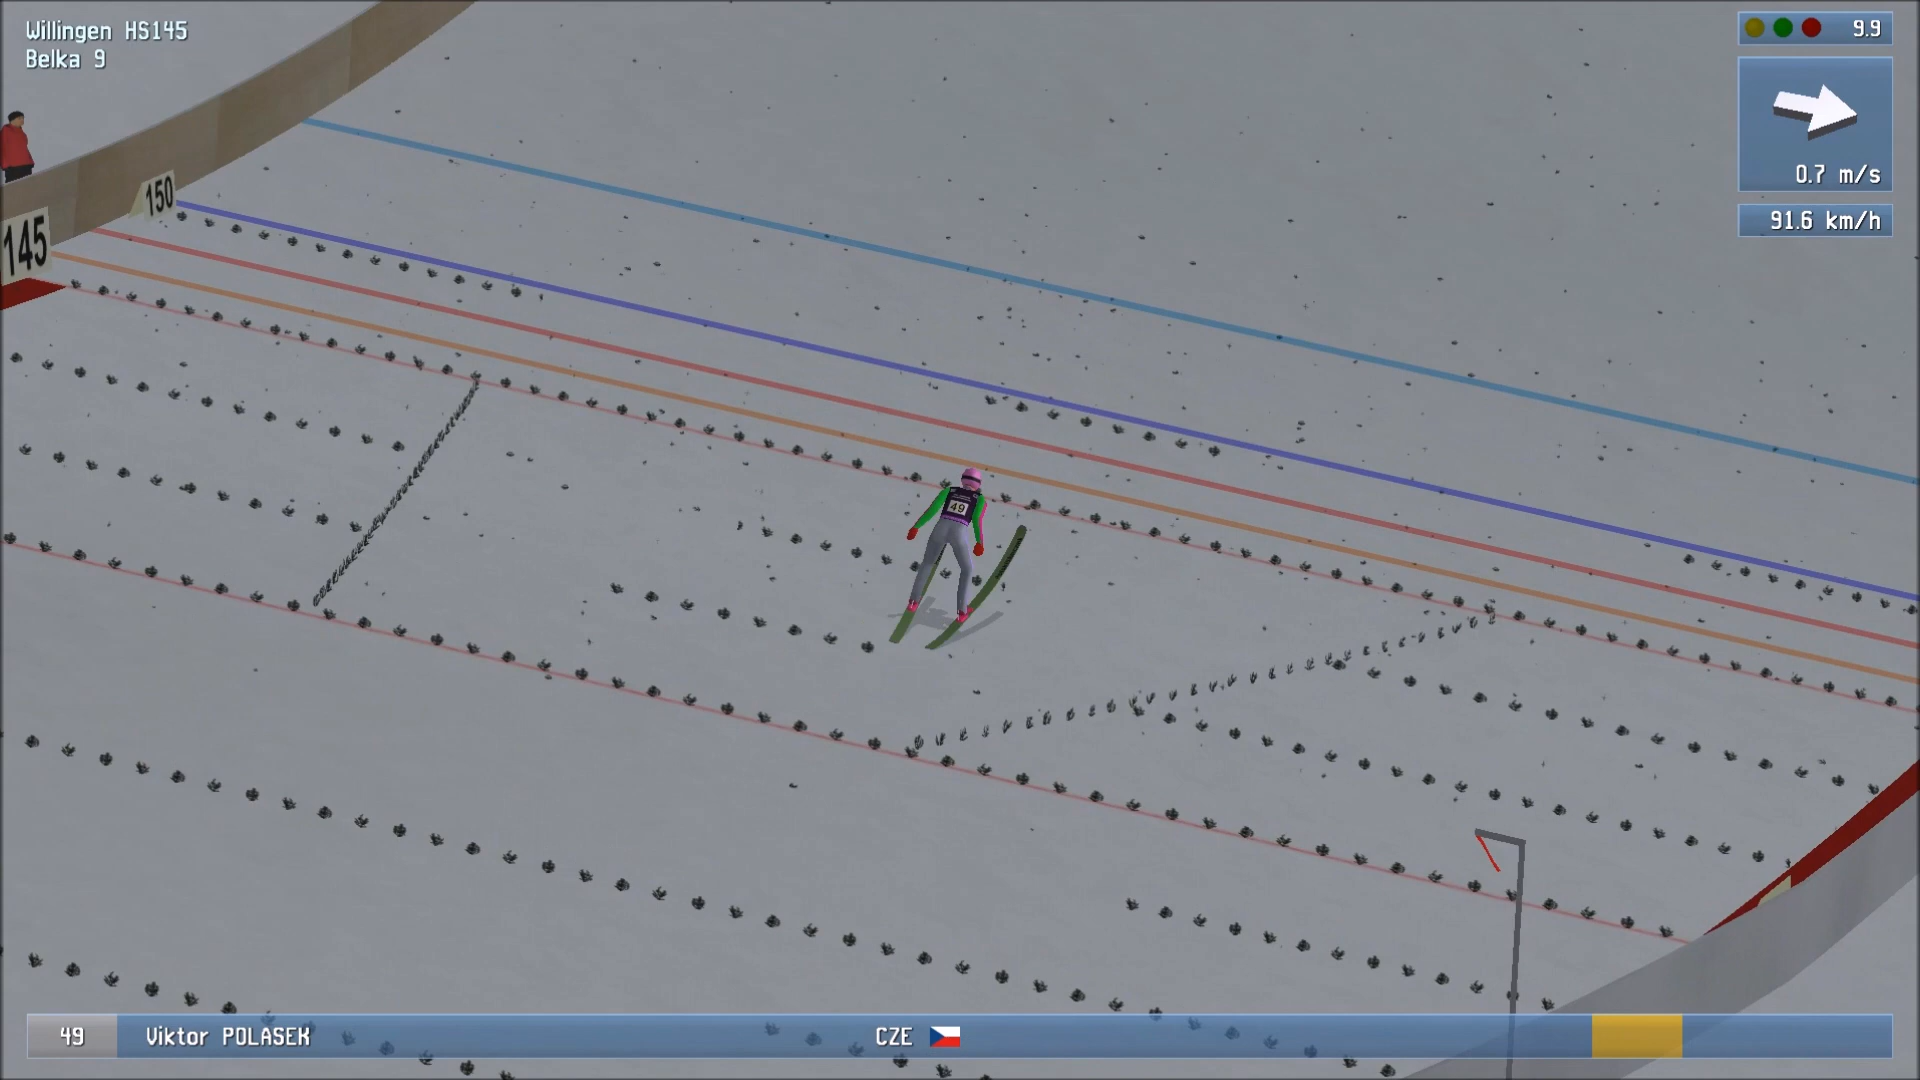 Willingen HS145
Belka 9
9.9
0.7 m/s
91.6 km/h
150
145
49
49 Viktor POLASEK CZE